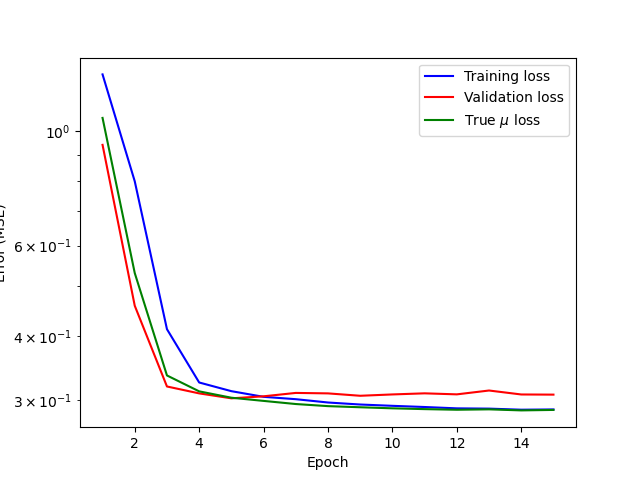 Training loss
Validation loss
True μ loss
10⁰
6 × 10⁻¹
4 × 10⁻¹
3 × 10⁻¹
2 4 6 8 10 12 14
Epoch